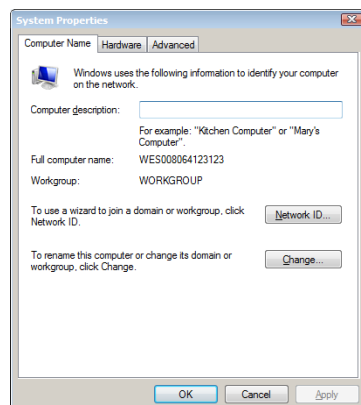 System Properties
Computer Name Hardware Advanced
Windows uses the following information to identify your computer
on the network.
Computer description:
For example: "Kitchen Computer" or "Mary's
Computer".
Full computer name: WES008064123123
Workgroup: WORKGROUP
To use a wizard to join a domain or workgroup, click
Network ID.
Network ID...
To rename this computer or change its domain or
workgroup, click Change.
Change...
OK Cancel Apply